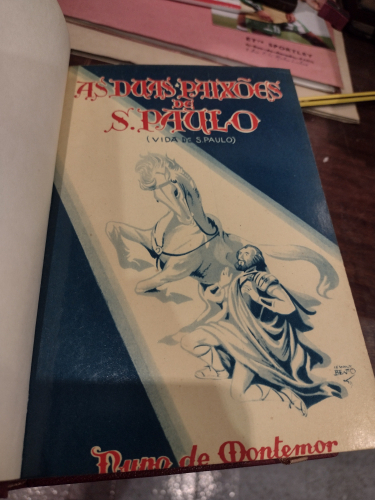 AS DUAS PAIXÕES
DE
S. PAULO
(VIDA DE S. PAULO)
Nuno de Montemor